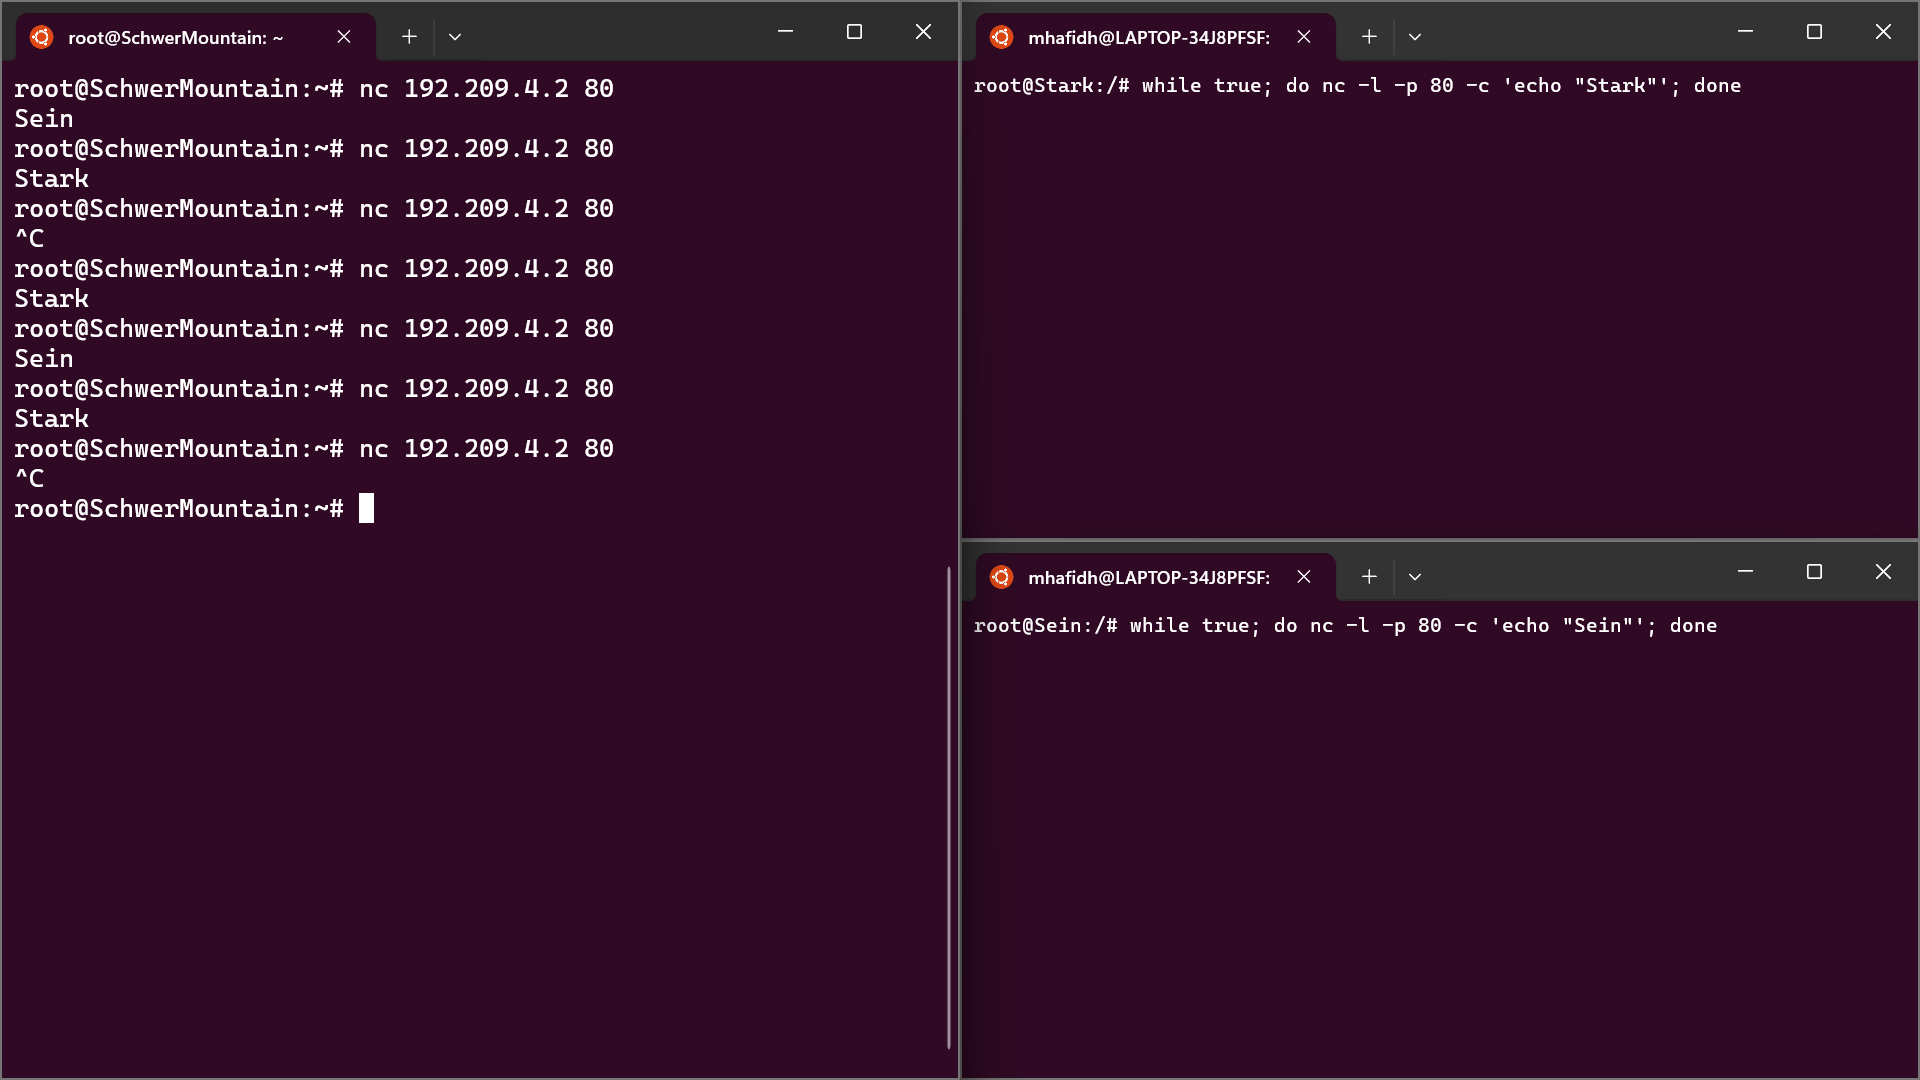 root@SchwerMountain: ~
root@SchwerMountain:~# nc 192.209.4.2 80
Sein
root@SchwerMountain:~# nc 192.209.4.2 80
Stark
root@SchwerMountain:~# nc 192.209.4.2 80
^C
root@SchwerMountain:~# nc 192.209.4.2 80
Stark
root@SchwerMountain:~# nc 192.209.4.2 80
Sein
root@SchwerMountain:~# nc 192.209.4.2 80
Stark
root@SchwerMountain:~# nc 192.209.4.2 80
^C
root@SchwerMountain:~#
mhafidh@LAPTOP-34J8PFSF:
root@Stark:/# while true; do nc -l -p 80 -c 'echo "Stark"'; done
mhafidh@LAPTOP-34J8PFSF:
root@Sein:/# while true; do nc -l -p 80 -c 'echo "Sein"'; done